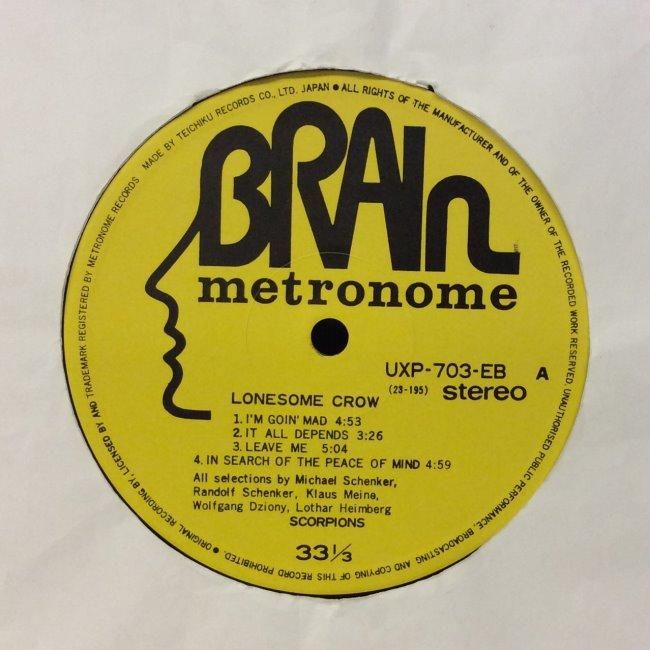 BRAIN
metronome
UXP-703-EB A
(23-195) stereo
LONESOME CROW
1. I'M GOIN' MAD 4:53
2. IT ALL DEPENDS 3:26
3. LEAVE ME 5:04
4. IN SEARCH OF THE PEACE OF MIND 4:59
All selections by Michael Schenker,
Randolf Schenker, Klaus Meine,
Wolfgang Dziony, Lothar Heimberg
SCORPIONS
33 1/3
● ORIGINAL RECORDING BY, LICENSED BY AND TRADEMARK REGISTERED BY METRONOME RECORDS MADE BY TEICHIKU RECORDS CO., LTD. JAPAN ● ALL RIGHTS OF THE MANUFACTURER AND OF THE OWNER OF THE RECORDED WORK RESERVED. UNAUTHORISED PUBLIC PERFORMANCE, BROADCASTING AND COPYING OF THIS RECORD PROHIBITED.